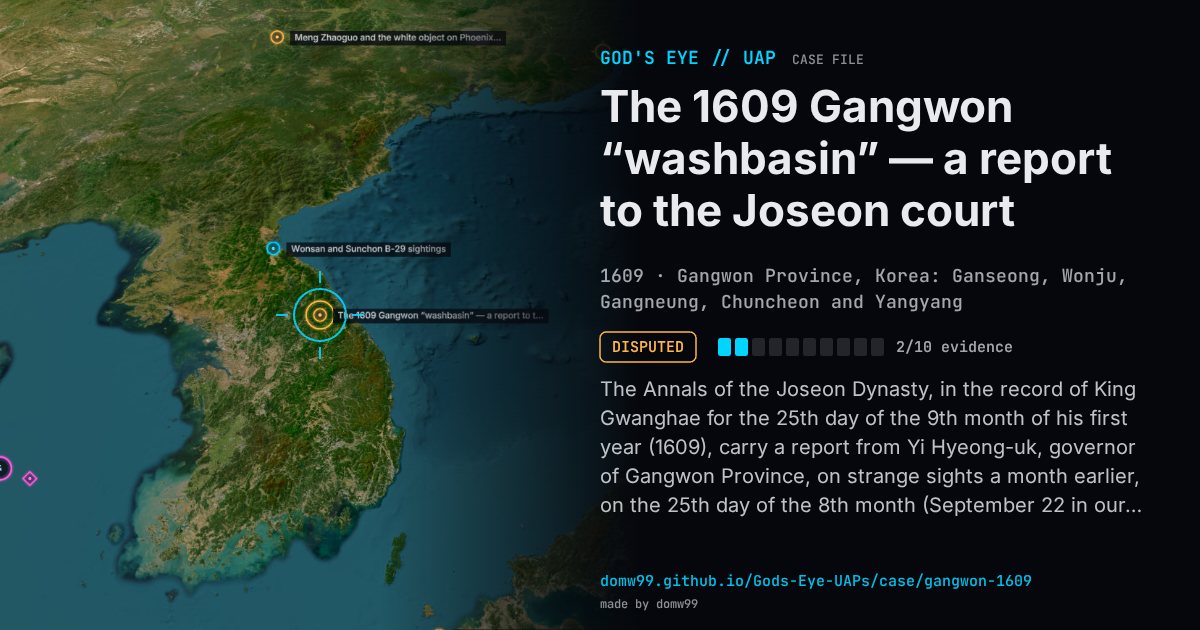 Meng Zhaoguo and the white object on Phoenix...
Wonsan and Sunchon B-29 sightings
The 1609 Gangwon “washbasin” — a report to t...
GOD'S EYE // UAP CASE FILE
The 1609 Gangwon
“washbasin” — a report
to the Joseon court
1609 · Gangwon Province, Korea: Ganseong, Wonju,
Gangneung, Chuncheon and Yangyang
DISPUTED 2/10 evidence
The Annals of the Joseon Dynasty, in the record of King
Gwanghae for the 25th day of the 9th month of his first
year (1609), carry a report from Yi Hyeong-uk, governor
of Gangwon Province, on strange sights a month earlier,
on the 25th day of the 8th month (September 22 in our…
domw99.github.io/Gods-Eye-UAPs/case/gangwon-1609
made by domw99